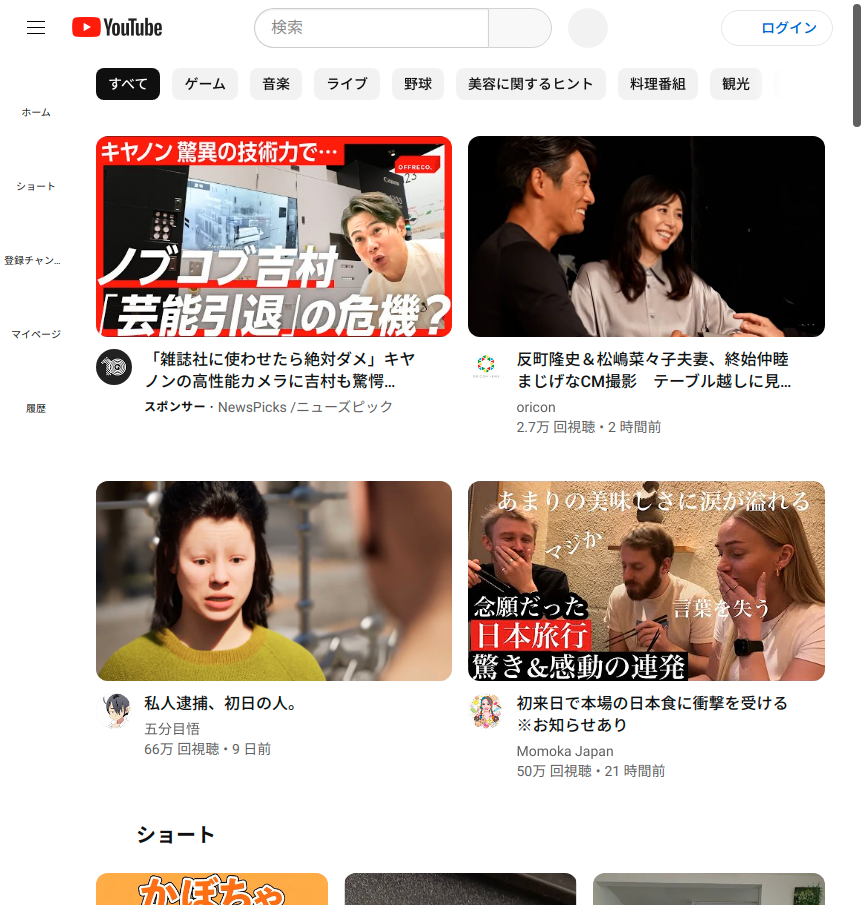 YouTube
検索
ログイン
すべて
ゲーム
音楽
ライブ
野球
美容に関するヒント
料理番組
観光
ホーム
ショート
登録チャン...
マイページ
履歴
キヤノン 驚異の技術力で…
OFFRECO.
Canon
ノブコブ吉村
「芸能引退」の危機?
「雑誌社に使わせたら絶対ダメ」キヤ
ノンの高性能カメラに吉村も驚愕...
スポンサー・NewsPicks /ニューズピック
反町隆史&松嶋菜々子夫妻、終始仲睦
まじげなCM撮影 テーブル越しに見...
oricon
2.7万 回視聴・2 時間前
あまりの美味しさに涙が溢れる
マジか
念願だった
言葉を失う
日本旅行
驚き&感動の連発
私人逮捕、初日の人。
五分目悟
66万 回視聴・9 日前
初来日で本場の日本食に衝撃を受ける
※お知らせあり
Momoka Japan
50万 回視聴・21 時間前
ショート
かぼちゃ